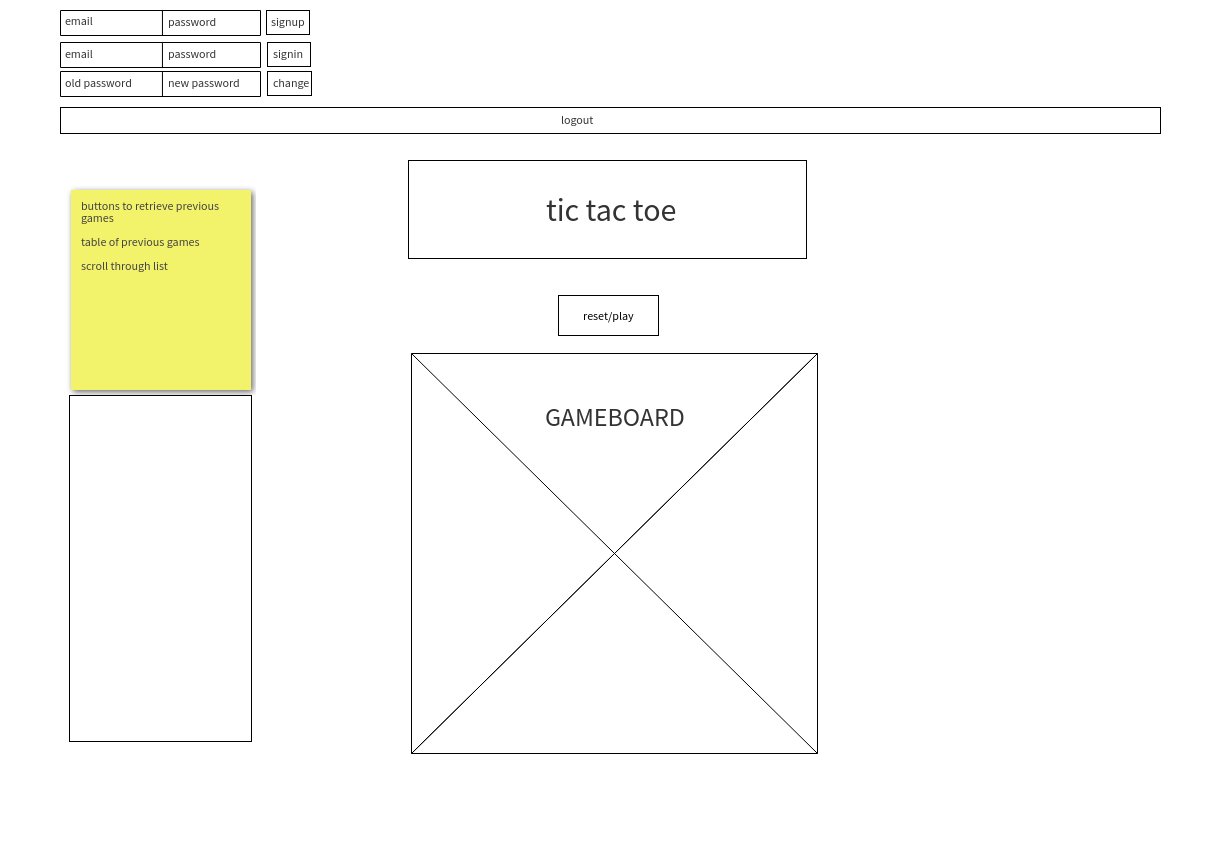 email password signup
email password signin
old password new password change
logout
tic tac toe
buttons to retrieve previous
games
table of previous games
scroll through list
reset/play
GAMEBOARD